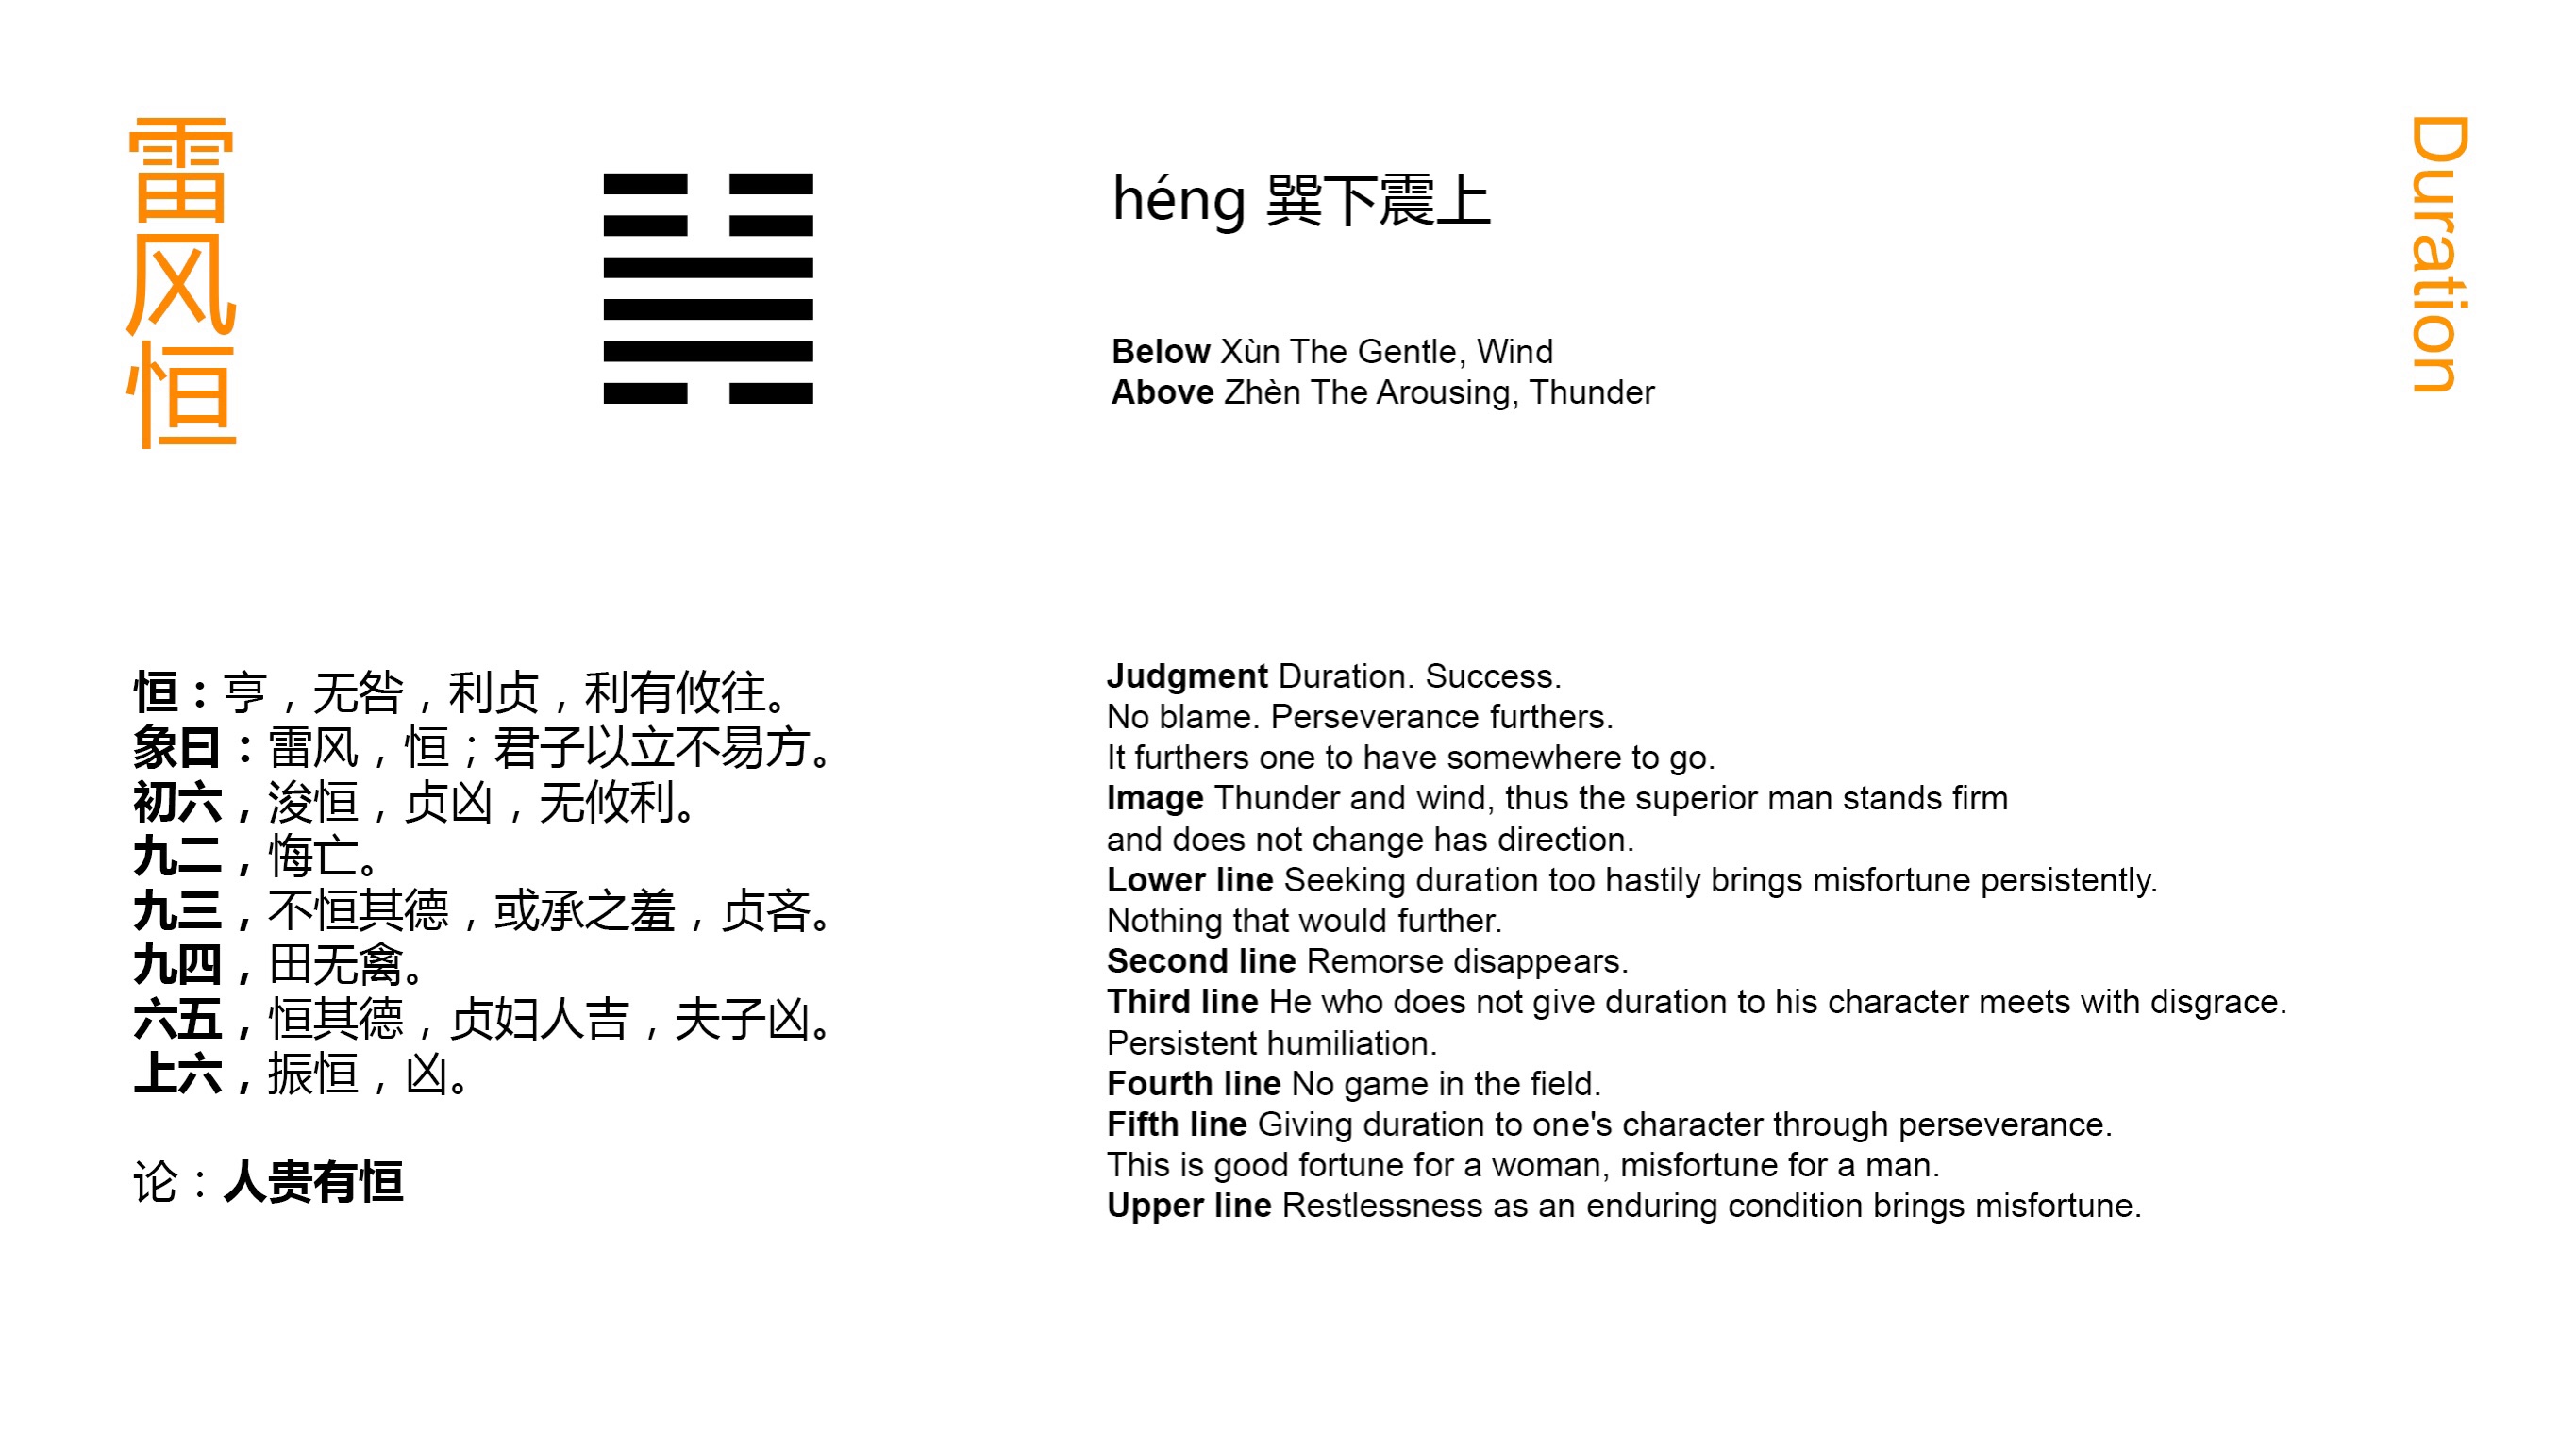 雷风恒
héng 巽下震上
Below Xùn The Gentle, Wind
Above Zhèn The Arousing, Thunder
Duration
恒：亨，无咎，利贞，利有攸往。
象曰：雷风，恒；君子以立不易方。
初六，浚恒，贞凶，无攸利。
九二，悔亡。
九三，不恒其德，或承之羞，贞吝。
九四，田无禽。
六五，恒其德，贞妇人吉，夫子凶。
上六，振恒，凶。
论：人贵有恒
Judgment Duration. Success.
No blame. Perseverance furthers.
It furthers one to have somewhere to go.
Image Thunder and wind, thus the superior man stands firm
and does not change has direction.
Lower line Seeking duration too hastily brings misfortune persistently.
Nothing that would further.
Second line Remorse disappears.
Third line He who does not give duration to his character meets with disgrace.
Persistent humiliation.
Fourth line No game in the field.
Fifth line Giving duration to one's character through perseverance.
This is good fortune for a woman, misfortune for a man.
Upper line Restlessness as an enduring condition brings misfortune.